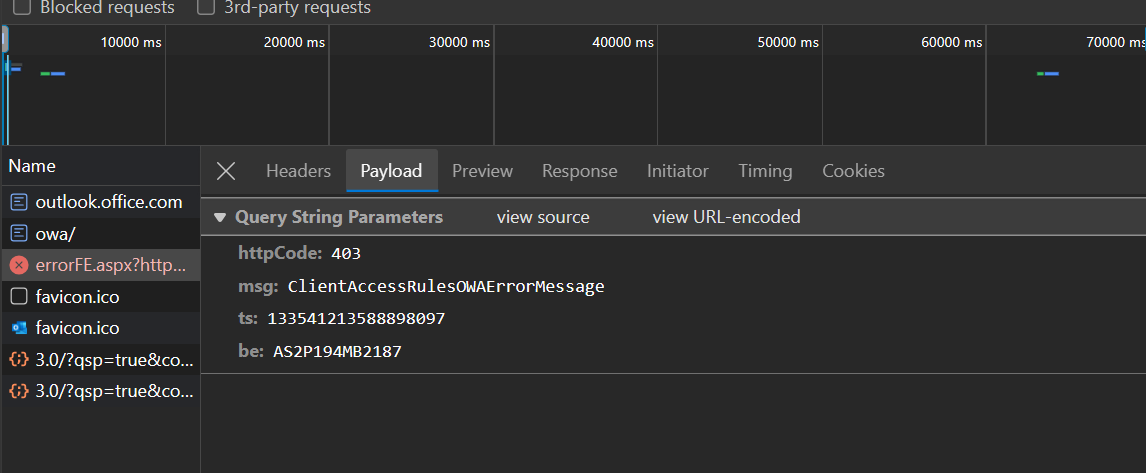 Blocked requests 3rd-party requests
10000 ms 20000 ms 30000 ms 40000 ms 50000 ms 60000 ms 70000 ms
Name Headers Payload Preview Response Initiator Timing Cookies
outlook.office.com
owa/
errorFE.aspx?http...
favicon.ico
favicon.ico
3.0/?qsp=true&co...
3.0/?qsp=true&co...
Query String Parameters view source view URL-encoded
httpCode: 403
msg: ClientAccessRulesOWAErrorMessage
ts: 133541213588898097
be: AS2P194MB2187